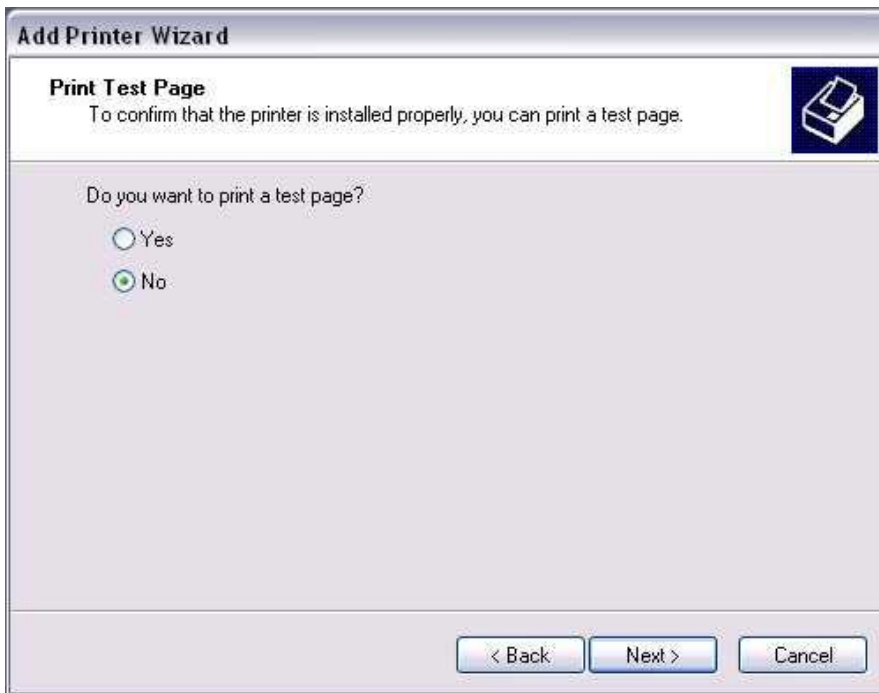 Add Printer Wizard
Print Test Page
To confirm that the printer is installed properly, you can print a test page.
Do you want to print a test page?
Yes
No
< Back Next > Cancel